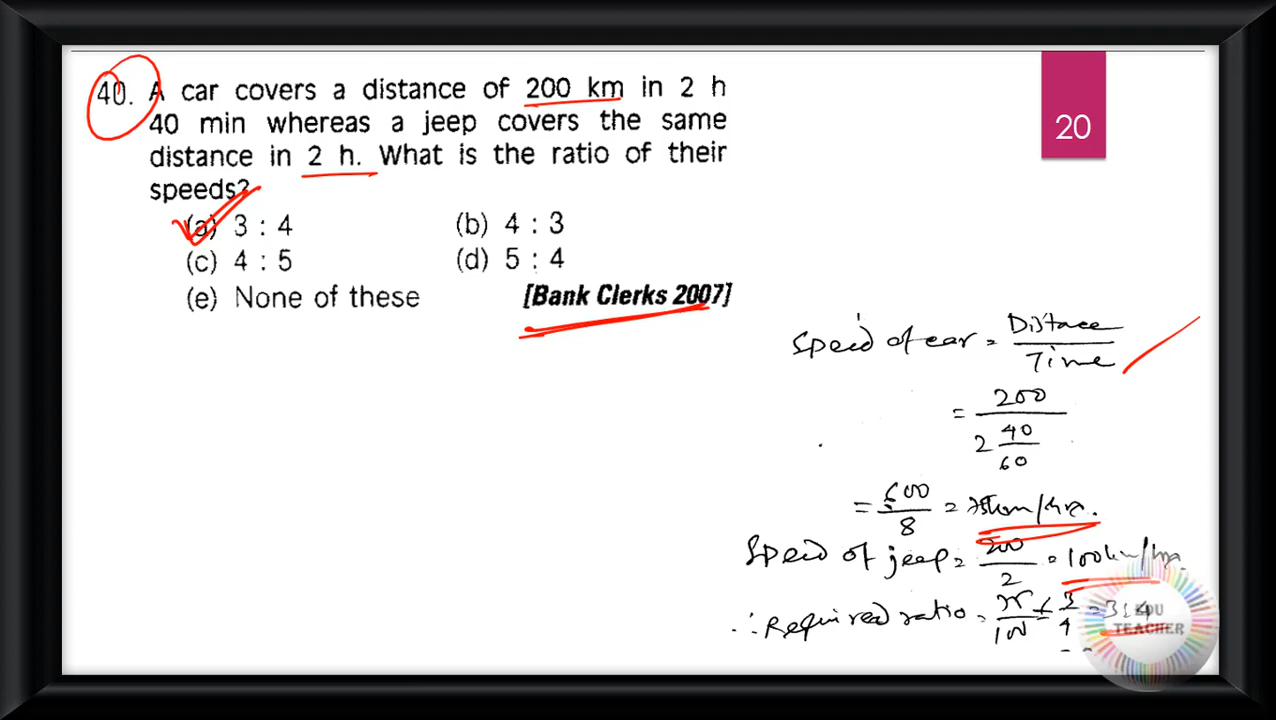 40. A car covers a distance of 200 km in 2 h
40 min whereas a jeep covers the same
distance in 2 h. What is the ratio of their
speeds?
(a) 3 : 4 (b) 4 : 3
(c) 4 : 5 (d) 5 : 4
(e) None of these [Bank Clerks 2007]
20
Speed of car = Distace
Time
= 200
2 40
60
= 600
8
= 75km/hr.
Speed of jeep = 200
2
= 100km/hr.
∴ Required ratio = 75
100
= 3
4
= 3:4
EDU
TEACHER